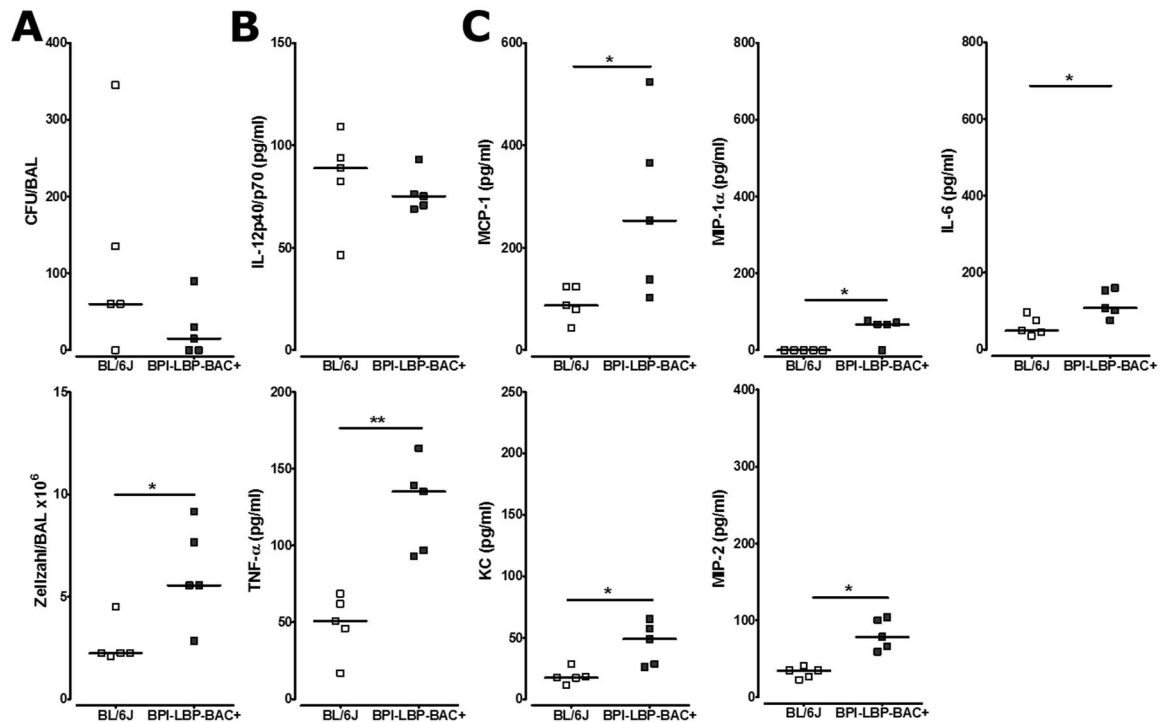 A
B
C
400
300
200
100
0
CFU/BAL
BL/6J
BPI-LBP-BAC+
150
100
50
0
IL-12p40/p70 (pg/ml)
BL/6J
BPI-LBP-BAC+
600
400
200
0
MCP-1 (pg/ml)
*
BL/6J
BPI-LBP-BAC+
800
600
400
200
0
MIP-1α (pg/ml)
*
BL/6J
BPI-LBP-BAC+
800
600
400
200
0
IL-6 (pg/ml)
*
BL/6J
BPI-LBP-BAC+
15
10
5
0
Zellzahl/BAL x10⁶
*
BL/6J
BPI-LBP-BAC+
200
150
100
50
0
TNF-α (pg/ml)
**
BL/6J
BPI-LBP-BAC+
250
200
150
100
50
0
KC (pg/ml)
*
BL/6J
BPI-LBP-BAC+
400
300
200
100
0
MIP-2 (pg/ml)
*
BL/6J
BPI-LBP-BAC+